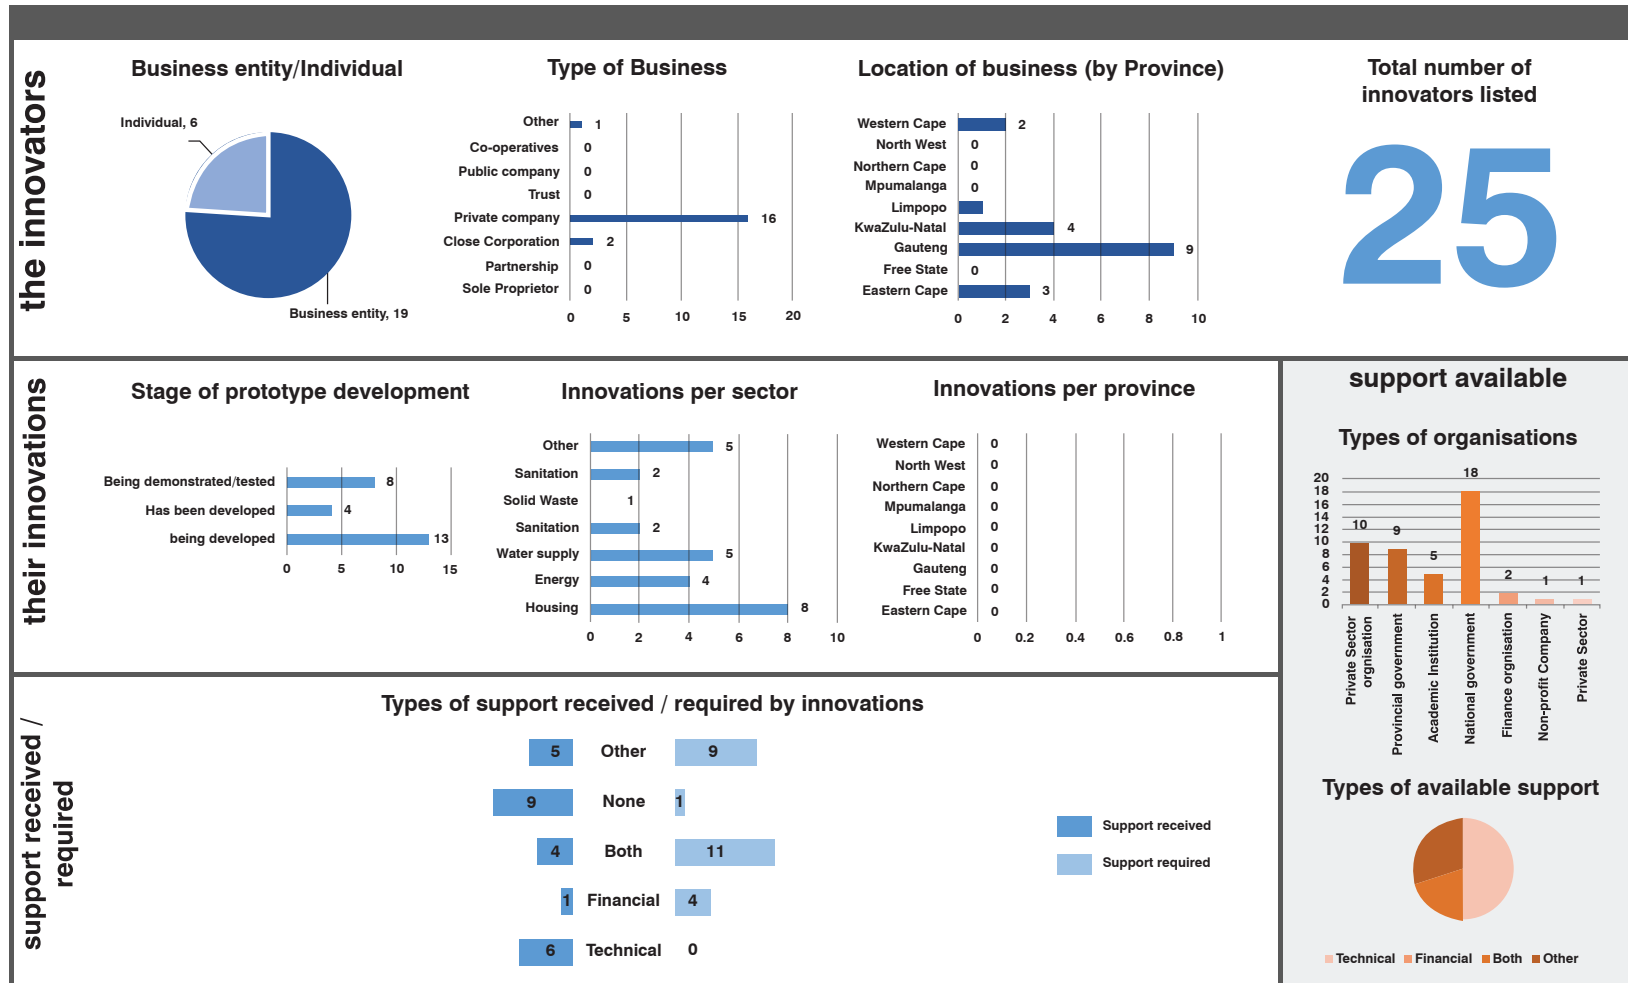 the innovators
Business entity/Individual
Individual, 6
Business entity, 19
Type of Business
Other 1
Co-operatives 0
Public company 0
Trust 0
Private company 16
Close Corporation 2
Partnership 0
Sole Proprietor 0
0 5 10 15 20
Location of business (by Province)
Western Cape 2
North West 0
Northern Cape 0
Mpumalanga 0
Limpopo
KwaZulu-Natal 4
Gauteng 9
Free State 0
Eastern Cape 3
0 2 4 6 8 10
Total number of
innovators listed
25
their innovations
Stage of prototype development
Being demonstrated/tested 8
Has been developed 4
being developed 13
0 5 10 15
Innovations per sector
Other 5
Sanitation 2
Solid Waste 1
Sanitation 2
Water supply 5
Energy 4
Housing 8
0 2 4 6 8 10
Innovations per province
Western Cape 0
North West 0
Northern Cape 0
Mpumalanga 0
Limpopo 0
KwaZulu-Natal 0
Gauteng 0
Free State 0
Eastern Cape 0
0 0.2 0.4 0.6 0.8 1
support received /
required
Types of support received / required by innovations
5 Other 9
9 None 1
4 Both 11
1 Financial 4
6 Technical 0
Support received
Support required
support available
Types of organisations
20
18
16
14
12
10
8
6
4
2
0
10
9
5
18
2
1
1
Private Sector
orgnisation
Provincial government
Academic Institution
National government
Finance orgnisation
Non-profit Company
Private Sector
Types of available support
Technical Financial Both Other